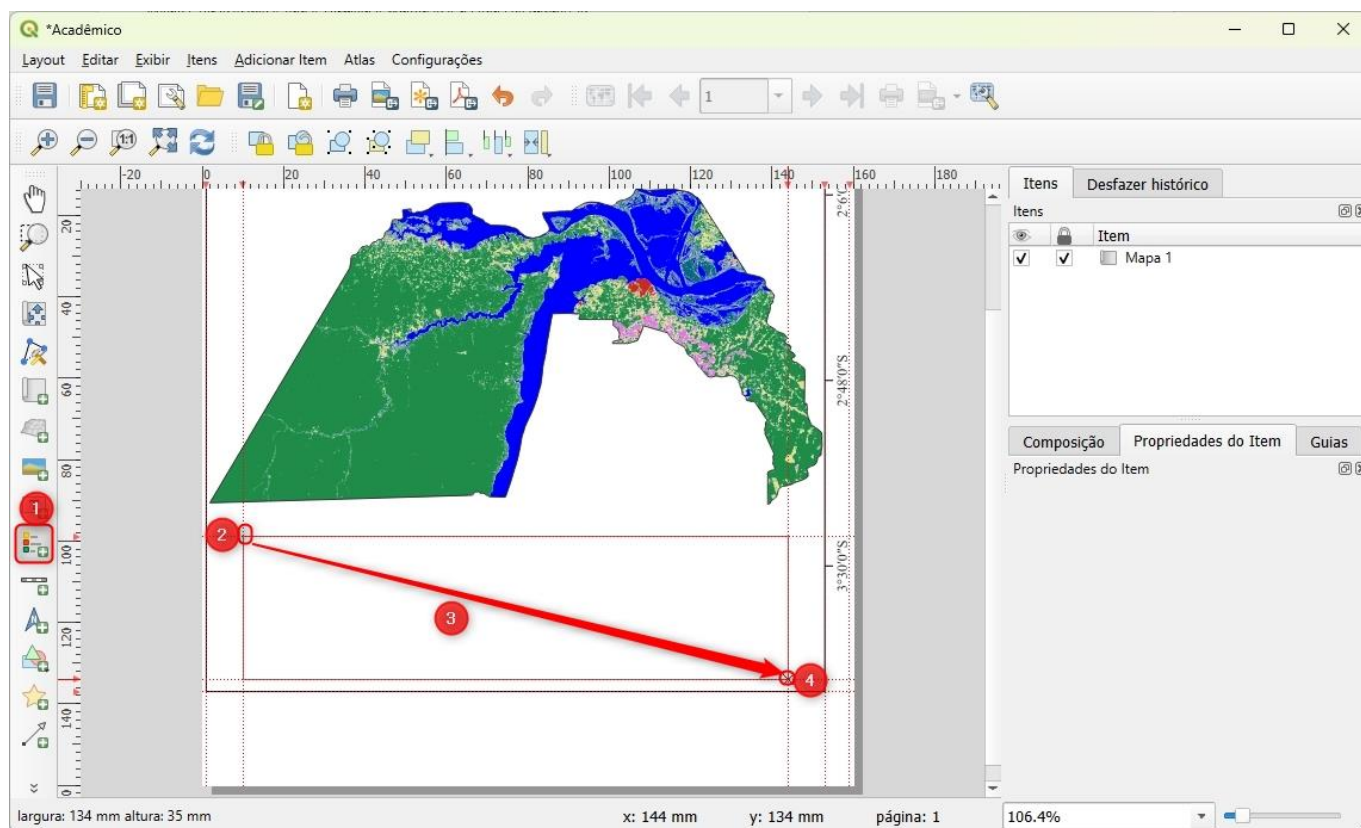 *Acadêmico
Layout Editar Exibir Itens Adicionar Item Atlas Configurações
1
1:1
-20 0 20 40 60 80 100 120 140 160 180
20
40
60
80
100
120
140
2°48'0"S
3°30'0"S
1
2
3
4
Itens Desfazer histórico
Itens
Item
Mapa 1
Composição Propriedades do Item Guias
Propriedades do Item
largura: 134 mm altura: 35 mm x: 144 mm y: 134 mm página: 1 106.4%